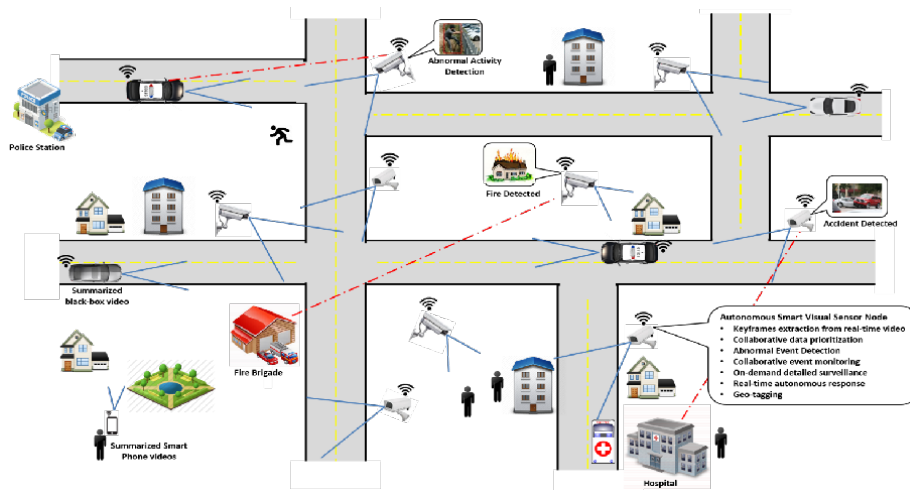 Abnormal Activity
Detection
Police Station
Fire Detected
Accident Detected
Summarized
black-box video
Fire Brigade
Autonomous Smart Visual Sensor Node
• Keyframes extraction from real-time video
• Collaborative data prioritization
• Abnormal Event Detection
• Collaborative event monitoring
• On-demand detailed surveillance
• Real-time autonomous response
• Geo-tagging
Summarized Smart
Phone videos
Hospital